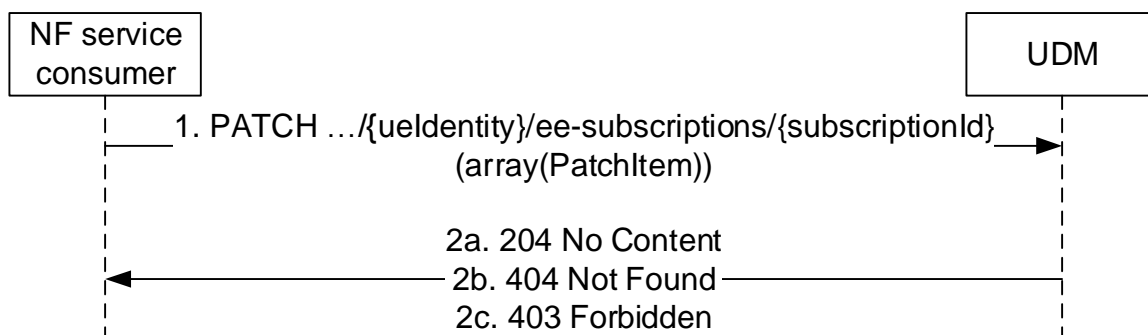 NF service
consumer
UDM
1. PATCH …/{ueIdentity}/ee-subscriptions/{subscriptionId}
(array(PatchItem))
2a. 204 No Content
2b. 404 Not Found
2c. 403 Forbidden